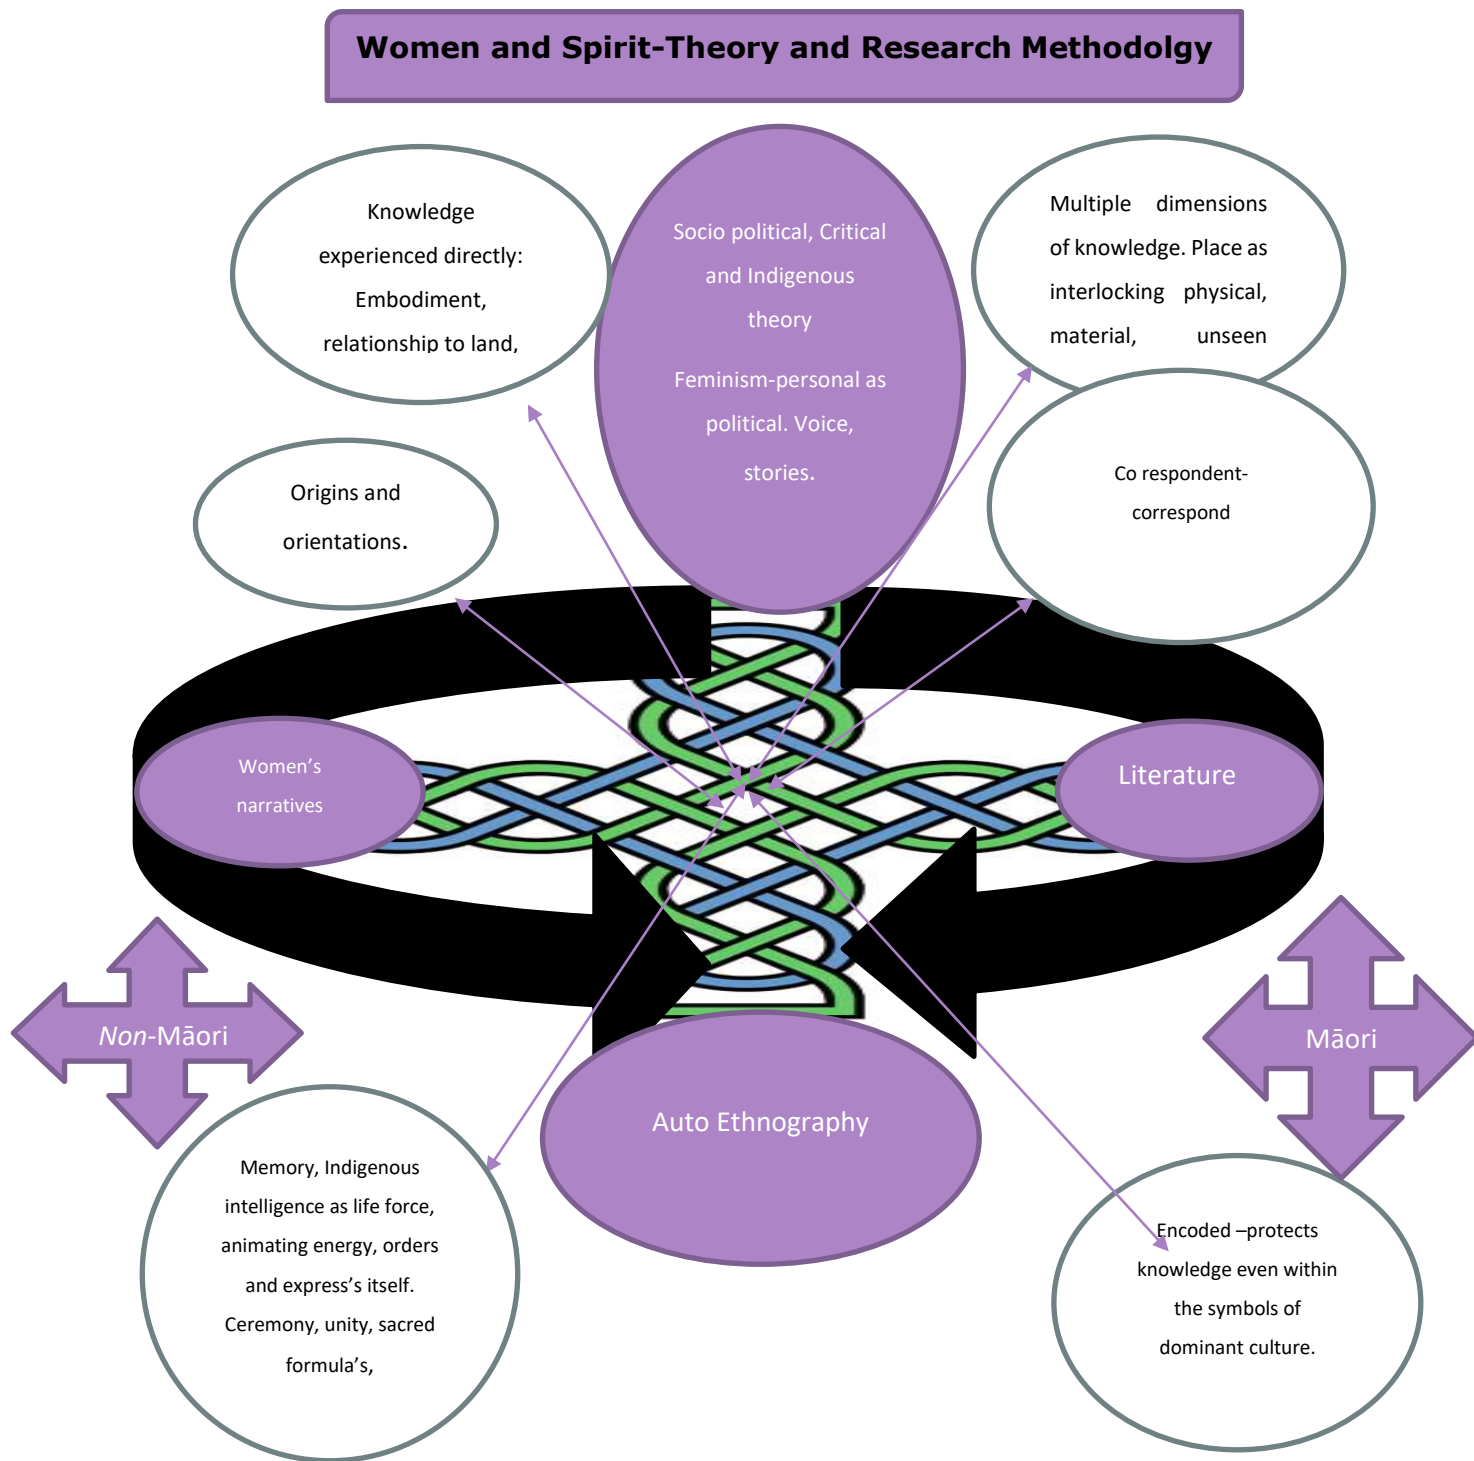 Women and Spirit-Theory and Research Methodolgy
Knowledge
experienced directly:
Embodiment,
relationship to land,
Socio political, Critical
and Indigenous
theory
Feminism-personal as
political. Voice,
stories.
Multiple dimensions
of knowledge. Place as
interlocking physical,
material, unseen
Origins and
orientations.
Co respondent-
correspond
Women’s
narratives
Literature
Non-Māori
Māori
Auto Ethnography
Memory, Indigenous
intelligence as life force,
animating energy, orders
and express’s itself.
Ceremony, unity, sacred
formula’s,
Encoded –protects
knowledge even within
the symbols of
dominant culture.